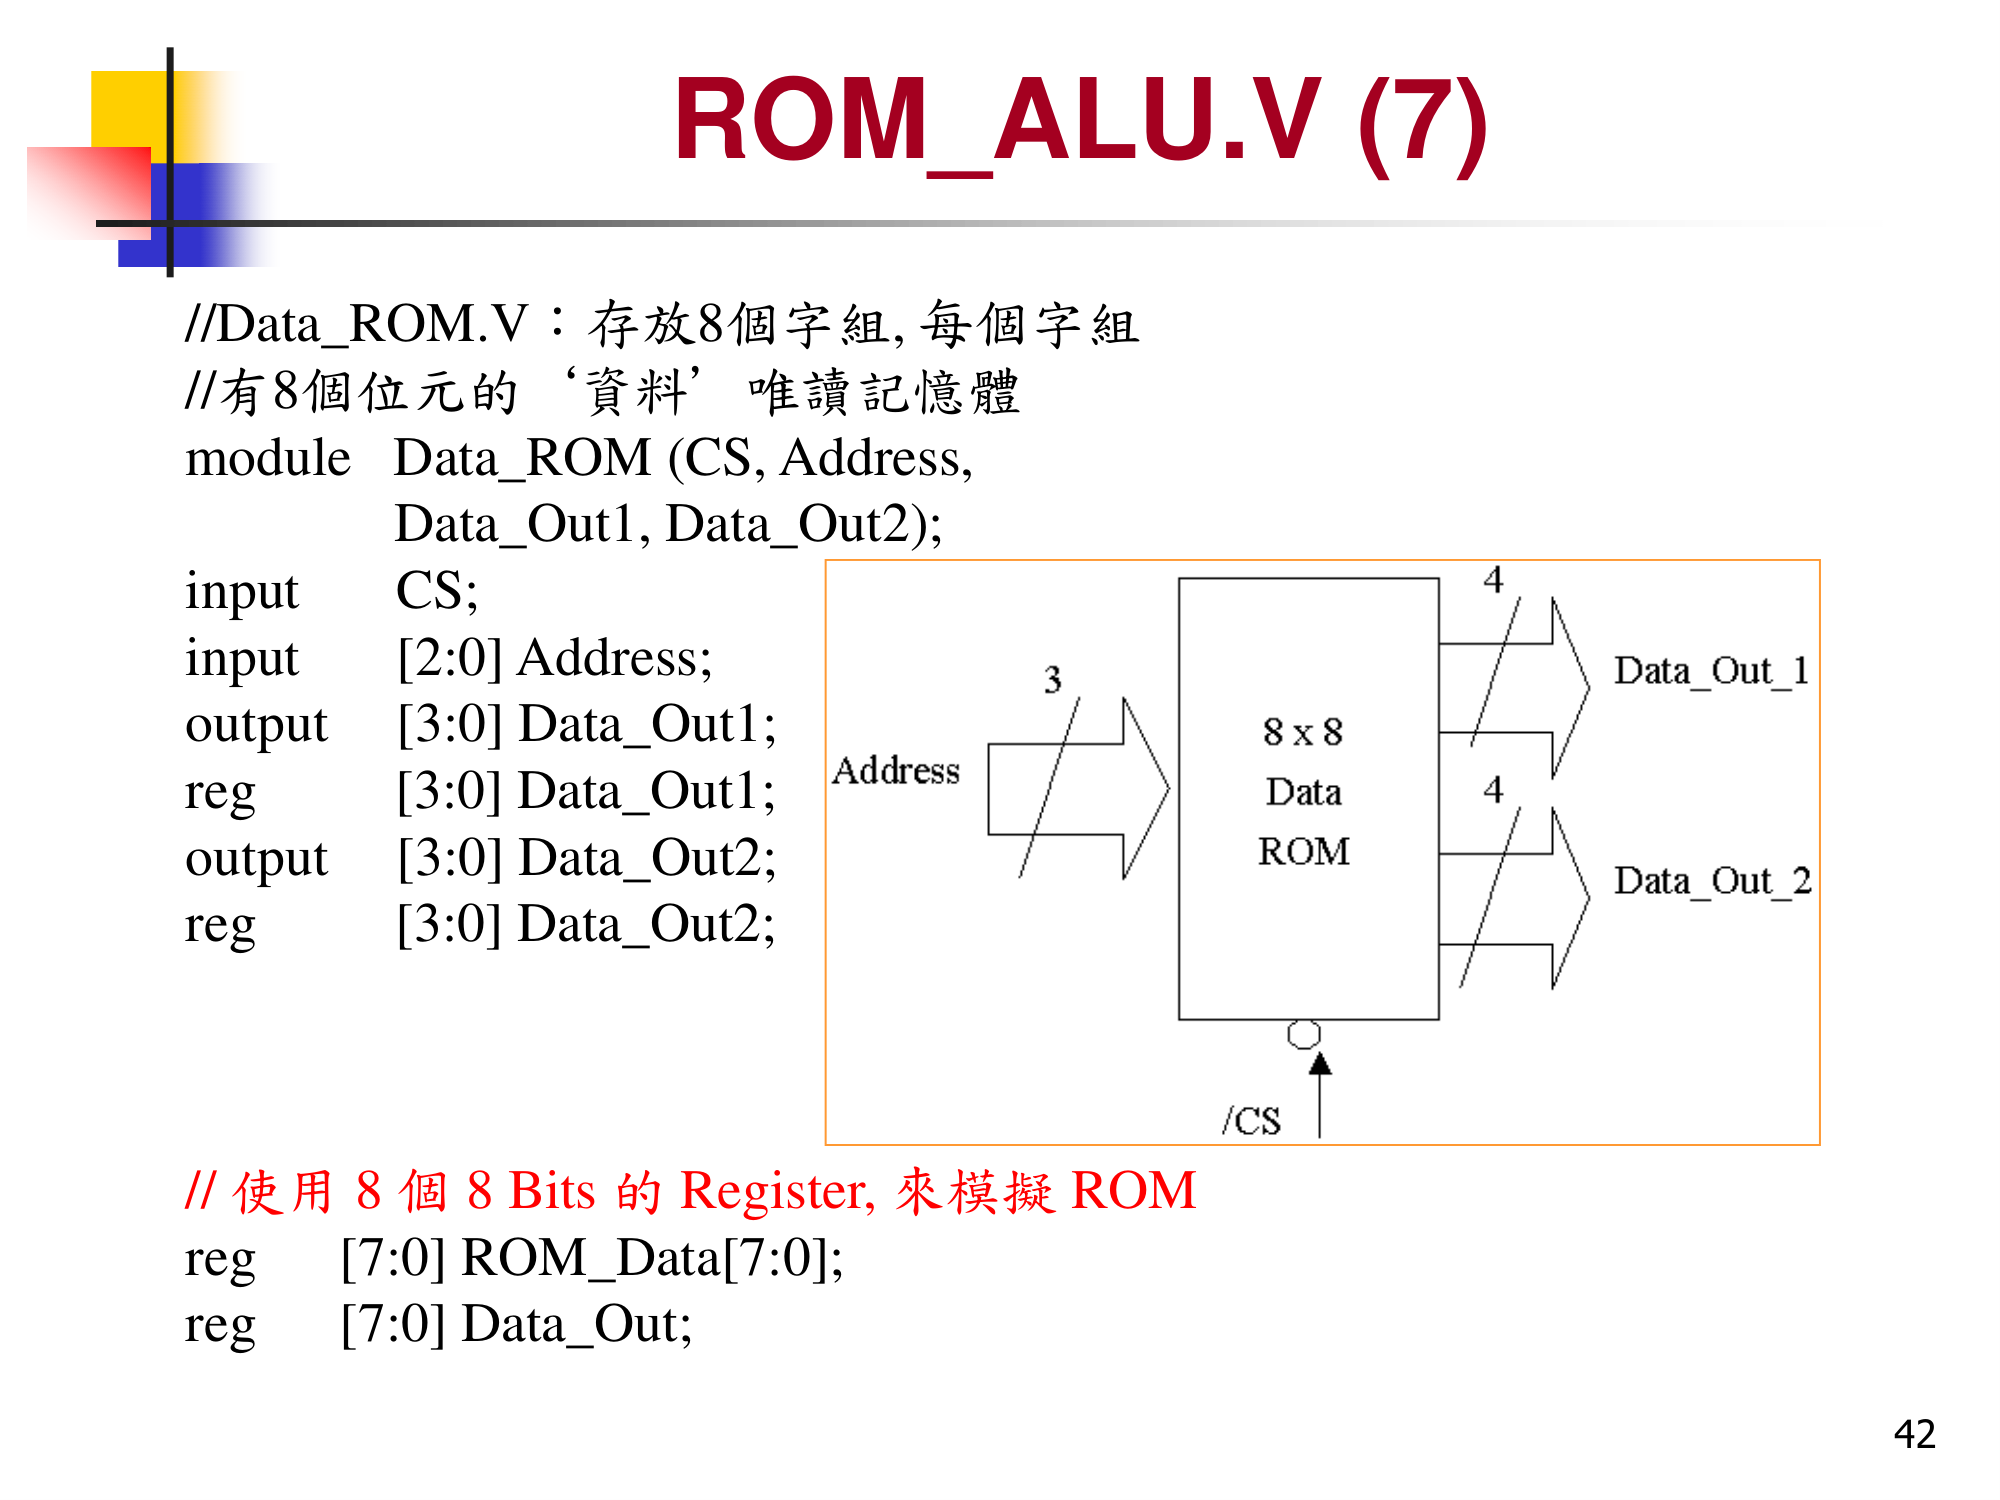 ROM_ALU.V (7)
//Data_ROM.V：存放8個字組, 每個字組
//有8個位元的‘資料’唯讀記憶體
module Data_ROM (CS, Address,
Data_Out1, Data_Out2);
input CS;
input [2:0] Address;
output [3:0] Data_Out1;
reg [3:0] Data_Out1;
output [3:0] Data_Out2;
reg [3:0] Data_Out2;
Address
3
8 x 8
Data
ROM
4
Data_Out_1
4
Data_Out_2
/CS
// 使用 8 個 8 Bits 的 Register, 來模擬 ROM
reg [7:0] ROM_Data[7:0];
reg [7:0] Data_Out;
42